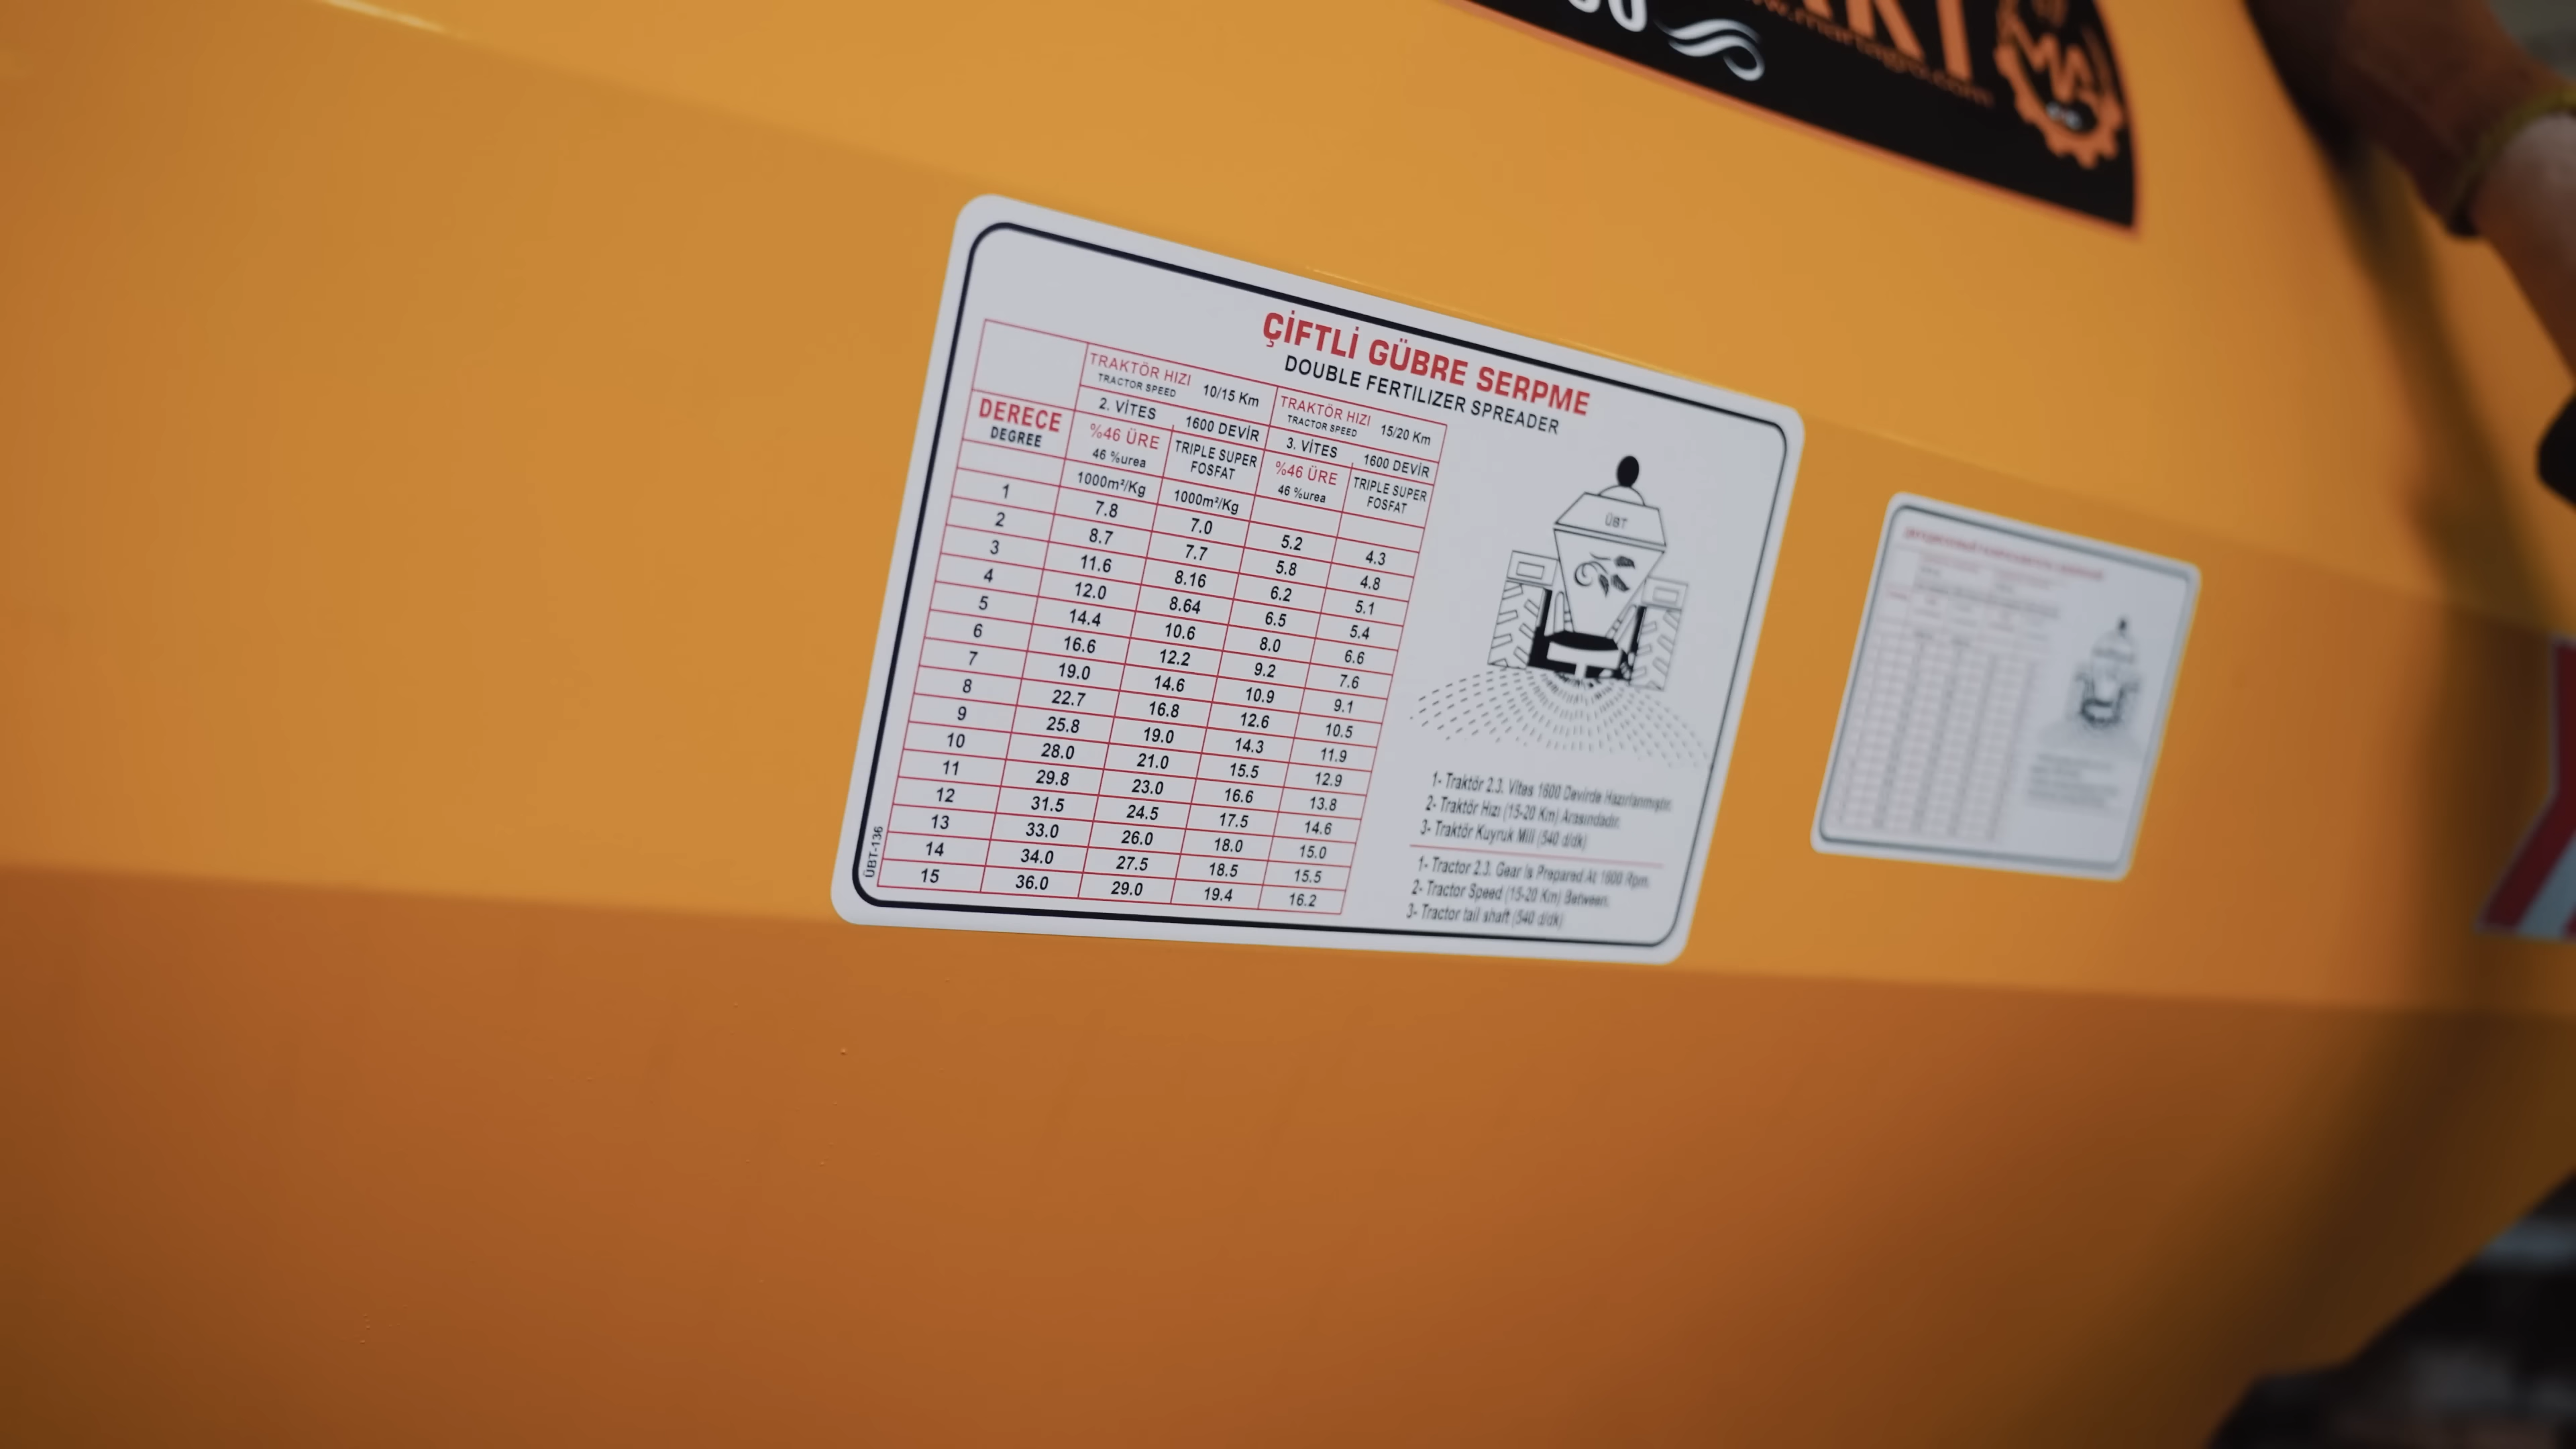 www.martagro.com
MA
ÇİFTLİ GÜBRE SERPME
DOUBLE FERTILIZER SPREADER
TRAKTÖR HIZI 10/15 Km TRAKTÖR HIZI 15/20 Km
TRACTOR SPEED TRACTOR SPEED
2. VİTES 1600 DEVİR 3. VİTES 1600 DEVİR
DERECE %46 ÜRE TRIPLE SUPER %46 ÜRE TRIPLE SUPER
DEGREE 46 %urea FOSFAT 46 %urea FOSFAT
1000m²/Kg 1000m²/Kg
1 7.8 7.0 5.2 4.3
2 8.7 7.7 5.8 4.8
3 11.6 8.16 6.2 5.1
4 12.0 8.64 6.5 5.4
5 14.4 10.6 8.0 6.6
6 16.6 12.2 9.2 7.6
7 19.0 14.6 10.9 9.1
8 22.7 16.8 12.6 10.5
9 25.8 19.0 14.3 11.9
10 28.0 21.0 15.5 12.9
11 29.8 23.0 16.6 13.8
12 31.5 24.5 17.5 14.6
13 33.0 26.0 18.0 15.0
14 34.0 27.5 18.5 15.5
15 36.0 29.0 19.4 16.2
ÜBT-136
ÜBT
1- Traktör 2.3. Vites 1600 Devirde Hazırlanmıştır.
2- Traktör Hızı (15-20 Km) Arasındadır.
3- Traktör Kuyruk Mili (540 d/dk)
1- Tractor 2.3. Gear Is Prepared At 1600 Rpm.
2- Tractor Speed (15-20 Km) Between.
3- Tractor tail shaft (540 d/dk)